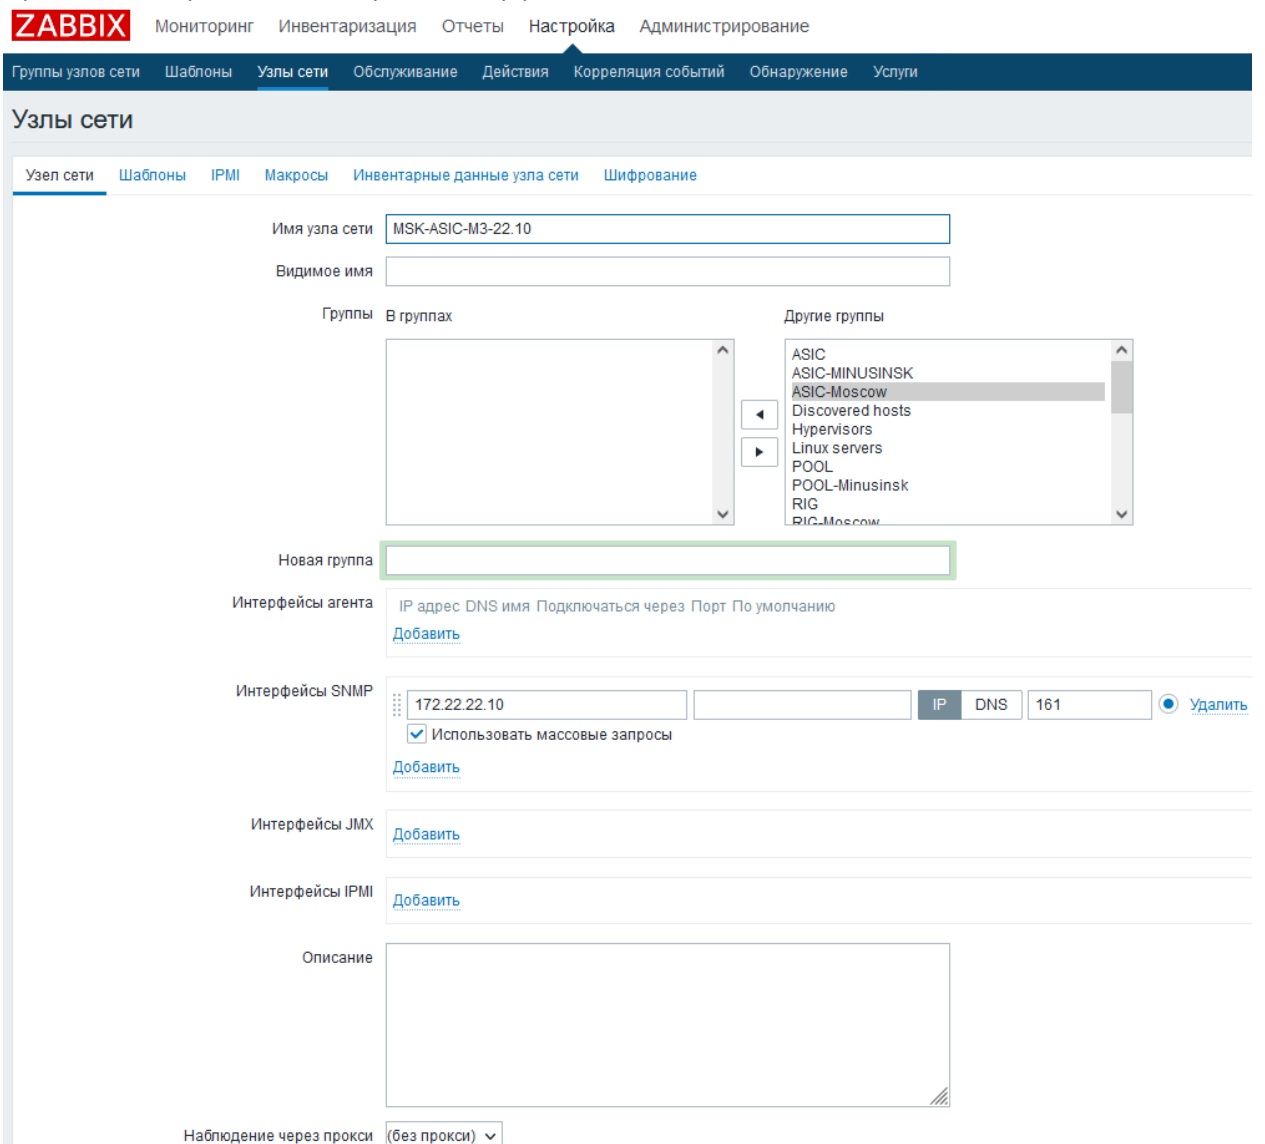 ZABBIX Мониторинг Инвентаризация Отчеты Настройка Администрирование
Группы узлов сети Шаблоны Узлы сети Обслуживание Действия Корреляция событий Обнаружение Услуги
Узлы сети
Узел сети Шаблоны IPMI Макросы Инвентарные данные узла сети Шифрование
Имя узла сети MSK-ASIC-M3-22.10
Видимое имя
Группы В группах Другие группы
ASIC
ASIC-MINUSINSK
ASIC-Moscow
Discovered hosts
Hypervisors
Linux servers
POOL
POOL-Minusinsk
RIG
RIG-Moscow
Новая группа
Интерфейсы агента IP адрес DNS имя Подключаться через Порт По умолчанию
Добавить
Интерфейсы SNMP 172.22.22.10 IP DNS 161 Удалить
Использовать массовые запросы
Добавить
Интерфейсы JMX Добавить
Интерфейсы IPMI Добавить
Описание
Наблюдение через прокси (без прокси)